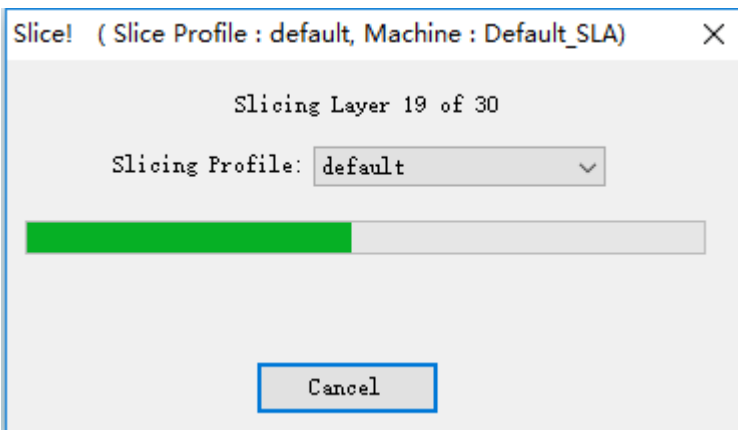 Slice! ( Slice Profile : default, Machine : Default_SLA)
Slicing Layer 19 of 30
Slicing Profile: default
Cancel